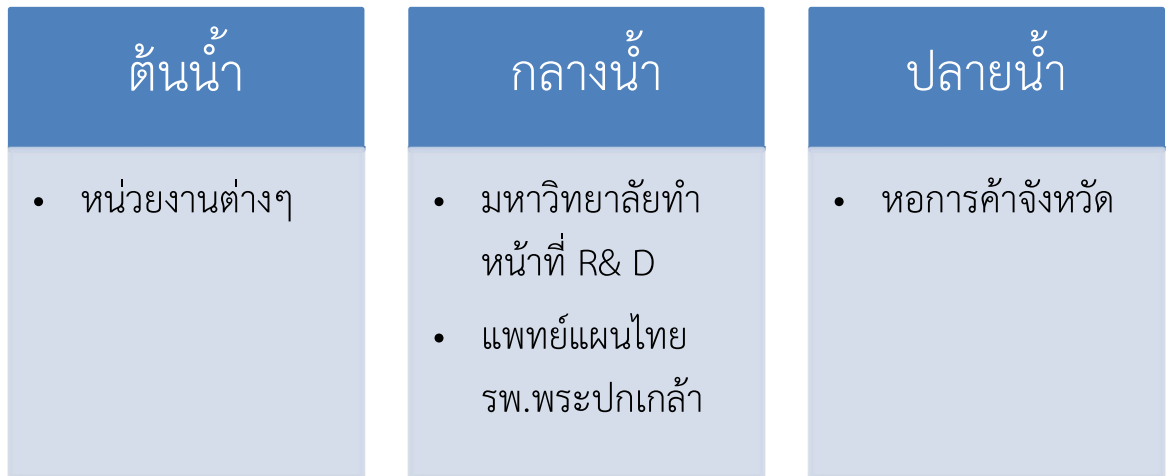 ต้นน้ำ
• หน่วยงานต่างๆ
กลางน้ำ
• มหาวิทยาลัยทำ
หน้าที่ R& D
• แพทย์แผนไทย
รพ.พระปกเกล้า
ปลายน้ำ
• หอการค้าจังหวัด